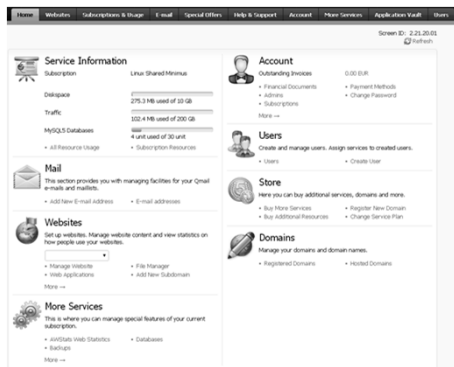 Home Websites Subscriptions & Usage E-mail Special Offers Help & Support Account More Services Application Vault Users
Screen ID: 2.21.20.01
Refresh
Service Information
Subscription Linux Shared Minimus
Diskspace
275.3 MB used of 10 GB
Traffic
102.4 MB used of 200 GB
MySQL5 Databases
4 unit used of 30 unit
• All Resource Usage • Subscription Resources
Mail
This section provides you with managing facilities for your Qmail
e-mails and maillists.
• Add New E-mail Address • E-mail addresses
Websites
Set up websites. Manage website content and view statistics on
how people use your websites.
• Manage Website • File Manager
• Web Applications • Add New Subdomain
More →
More Services
This is where you can manage special features of your current
subscription.
• AWStats Web Statistics • Databases
• Backups
More →
Account
Outstanding Invoices 0.00 EUR
• Financial Documents • Payment Methods
• Admins • Change Password
• Subscriptions
More →
Users
Create and manage users. Assign services to created users.
• Users • Create User
Store
Here you can buy additional services, domains and more.
• Buy More Services • Register New Domain
• Buy Additional Resources • Change Service Plan
Domains
Manage your domains and domain names.
• Registered Domains • Hosted Domains